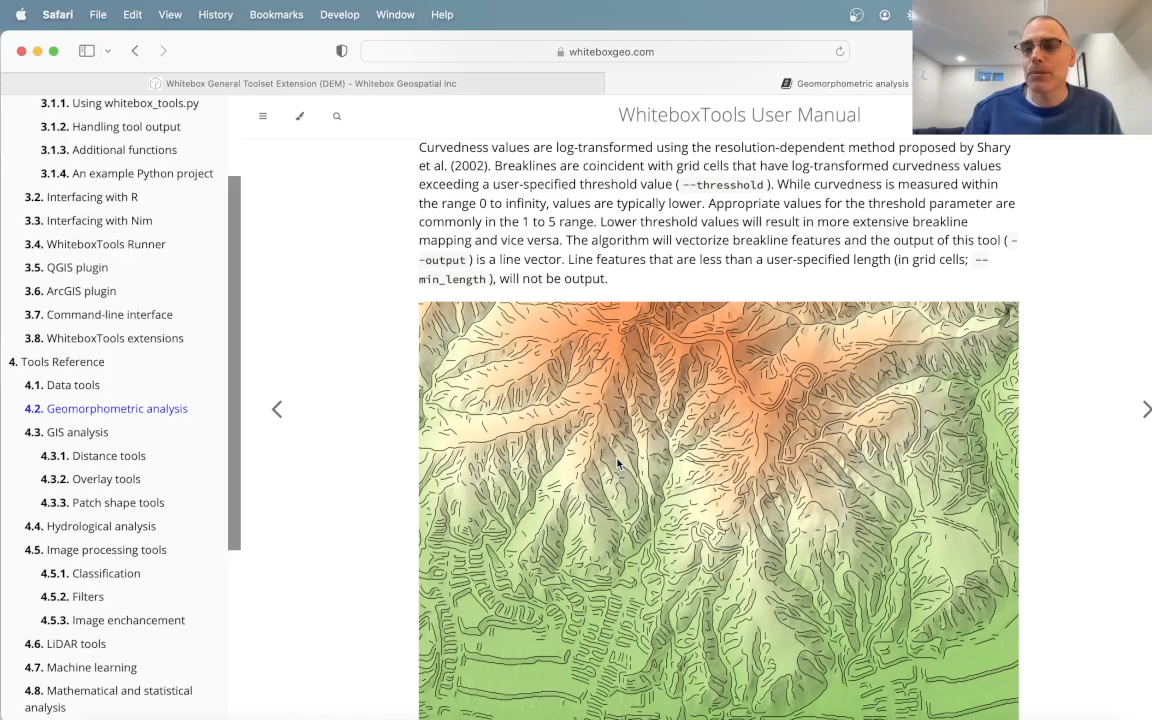 Safari File Edit View History Bookmarks Develop Window Help
whiteboxgeo.com
Whitebox General Toolset Extension (DEM) - Whitebox Geospatial Inc
Geomorphometric analysis
3.1.1. Using whitebox_tools.py
3.1.2. Handling tool output
3.1.3. Additional functions
3.1.4. An example Python project
3.2. Interfacing with R
3.3. Interfacing with Nim
3.4. WhiteboxTools Runner
3.5. QGIS plugin
3.6. ArcGIS plugin
3.7. Command-line interface
3.8. WhiteboxTools extensions
4. Tools Reference
4.1. Data tools
4.2. Geomorphometric analysis
4.3. GIS analysis
4.3.1. Distance tools
4.3.2. Overlay tools
4.3.3. Patch shape tools
4.4. Hydrological analysis
4.5. Image processing tools
4.5.1. Classification
4.5.2. Filters
4.5.3. Image enchancement
4.6. LiDAR tools
4.7. Machine learning
4.8. Mathematical and statistical
analysis
WhiteboxTools User Manual
Curvedness values are log-transformed using the resolution-dependent method proposed by Shary
et al. (2002). Breaklines are coincident with grid cells that have log-transformed curvedness values
exceeding a user-specified threshold value ( --thresshold ). While curvedness is measured within
the range 0 to infinity, values are typically lower. Appropriate values for the threshold parameter are
commonly in the 1 to 5 range. Lower threshold values will result in more extensive breakline
mapping and vice versa. The algorithm will vectorize breakline features and the output of this tool ( -
-output ) is a line vector. Line features that are less than a user-specified length (in grid cells; --
min_length ), will not be output.